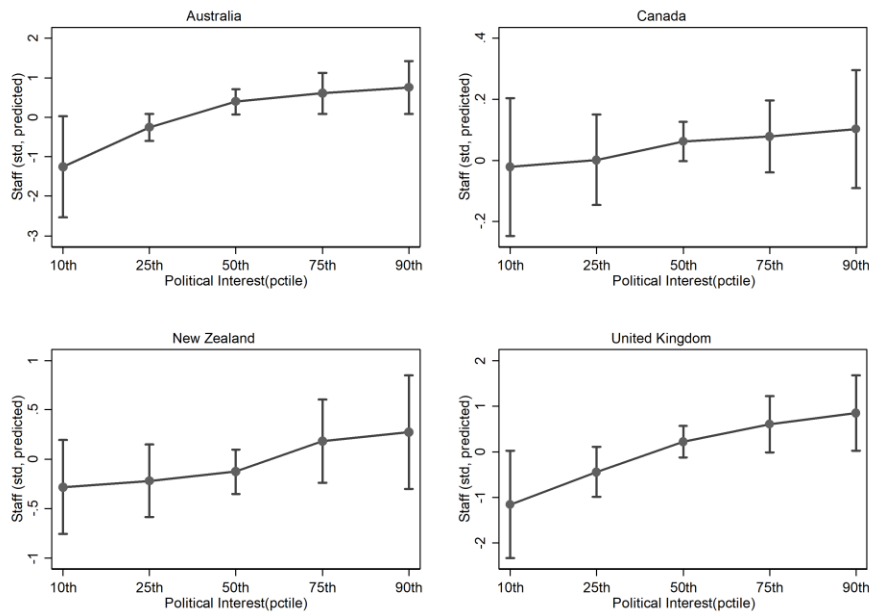 Australia
Staff (std, predicted)
2
1
0
-1
-2
-3
10th 25th 50th 75th 90th
Political Interest(pctile)
Canada
Staff (std, predicted)
.4
.2
0
-.2
10th 25th 50th 75th 90th
Political Interest(pctile)
New Zealand
Staff (std, predicted)
1
.5
0
-.5
-1
10th 25th 50th 75th 90th
Political Interest(pctile)
United Kingdom
Staff (std, predicted)
2
1
0
-1
-2
10th 25th 50th 75th 90th
Political Interest(pctile)